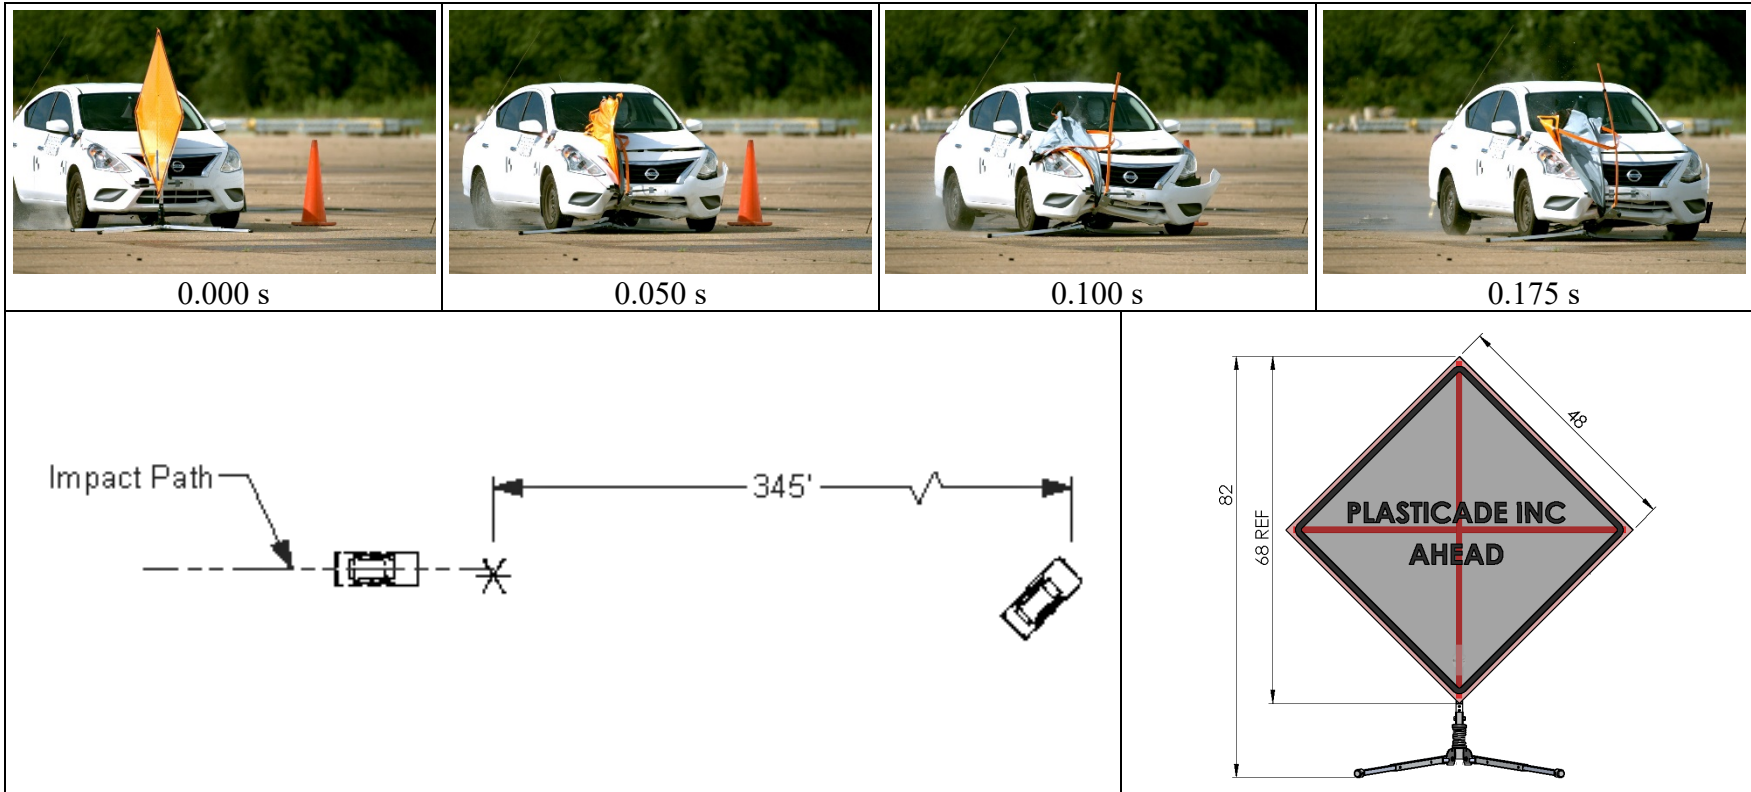 0.000 s
0.050 s
0.100 s
0.175 s
Impact Path
345'
82
68 REF
48
PLASTICADE INC
AHEAD